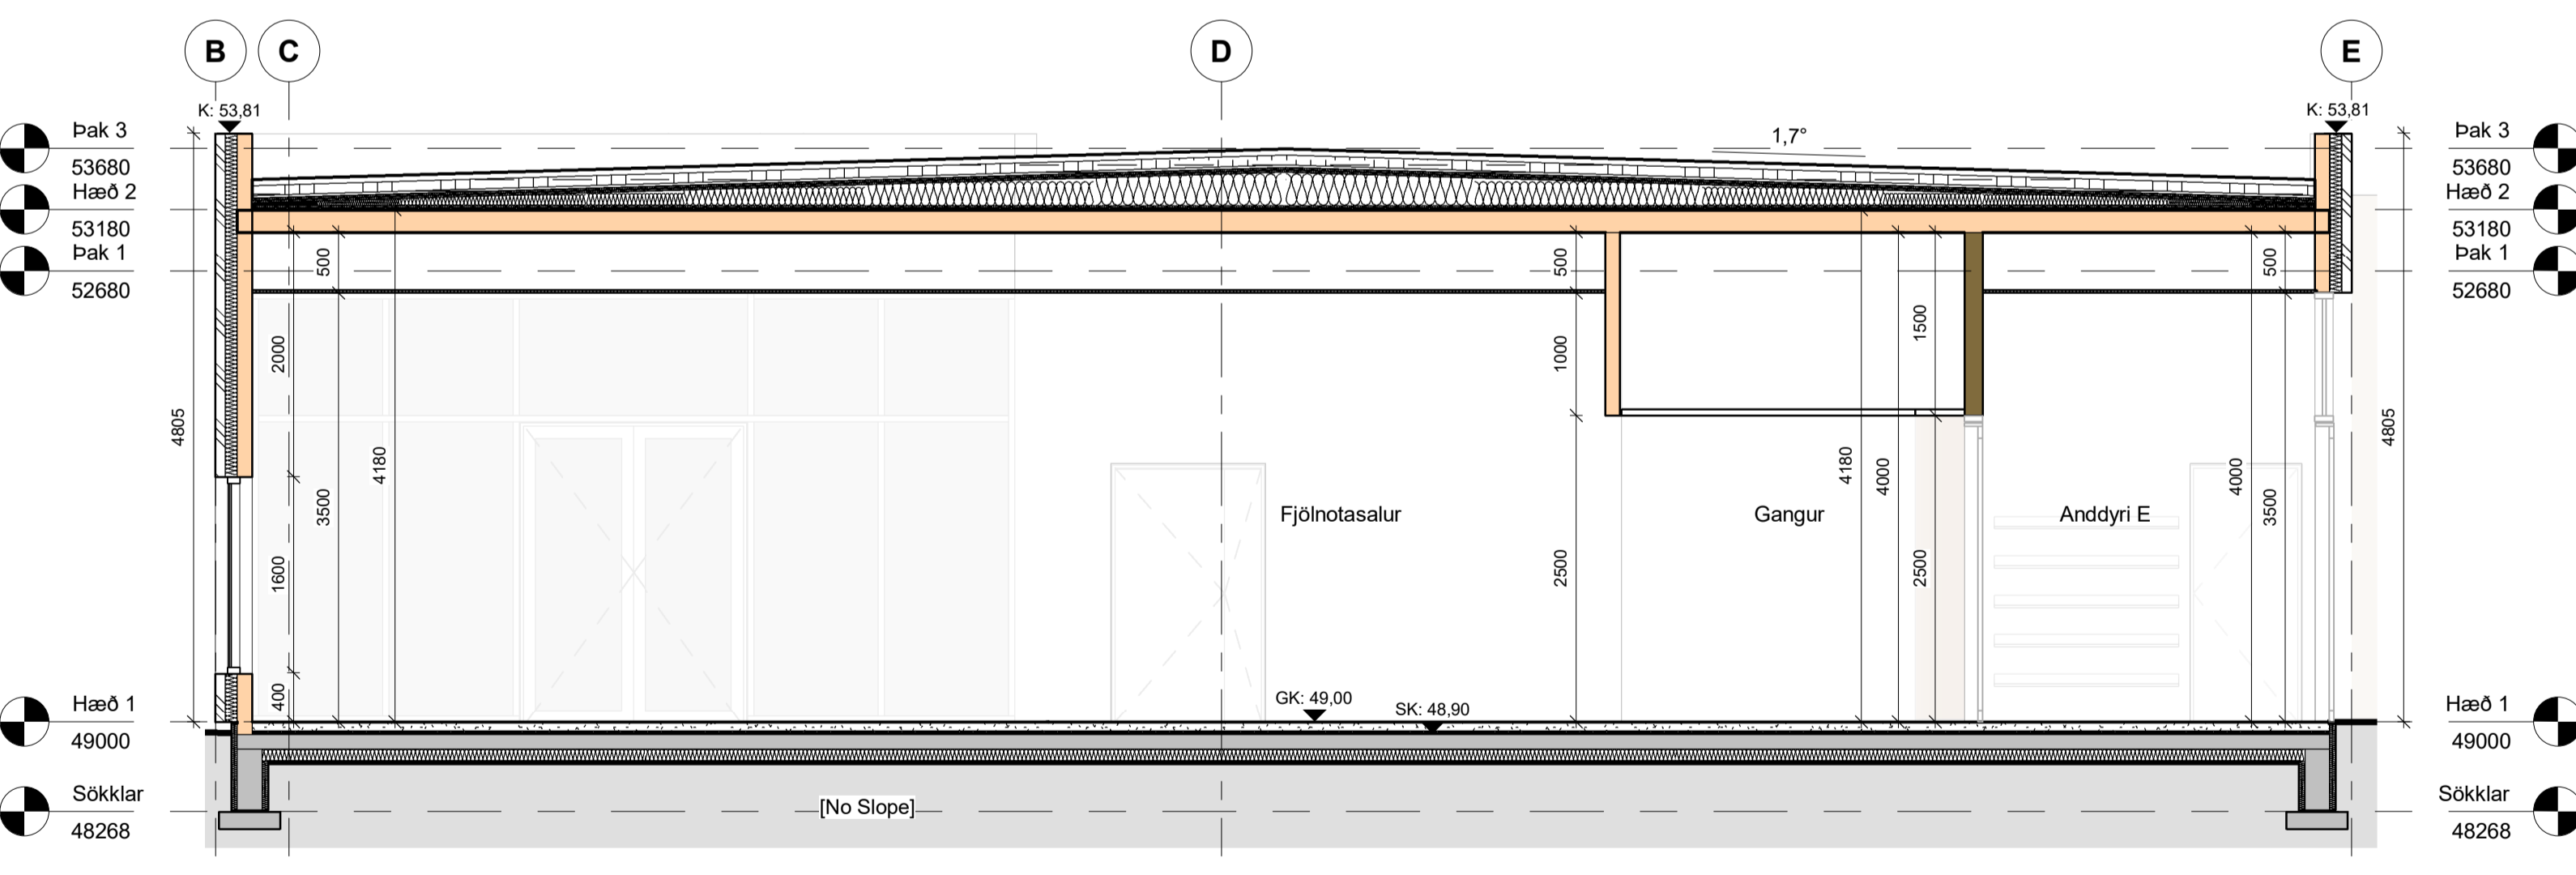 B
C
D
E
K: 53,81
K: 53,81
Þak 3
53680
Hæð 2
53180
Þak 1
52680
Hæð 1
49000
Sökklar
48268
Þak 3
53680
Hæð 2
53180
Þak 1
52680
Hæð 1
49000
Sökklar
48268
1,7°
4805
2000
1600
400
500
3500
4180
500
1000
2500
4180
4000
1500
2500
4000
500
3500
4805
Fjölnotasalur
Gangur
Anddyri E
GK: 49,00
SK: 48,90
[No Slope]